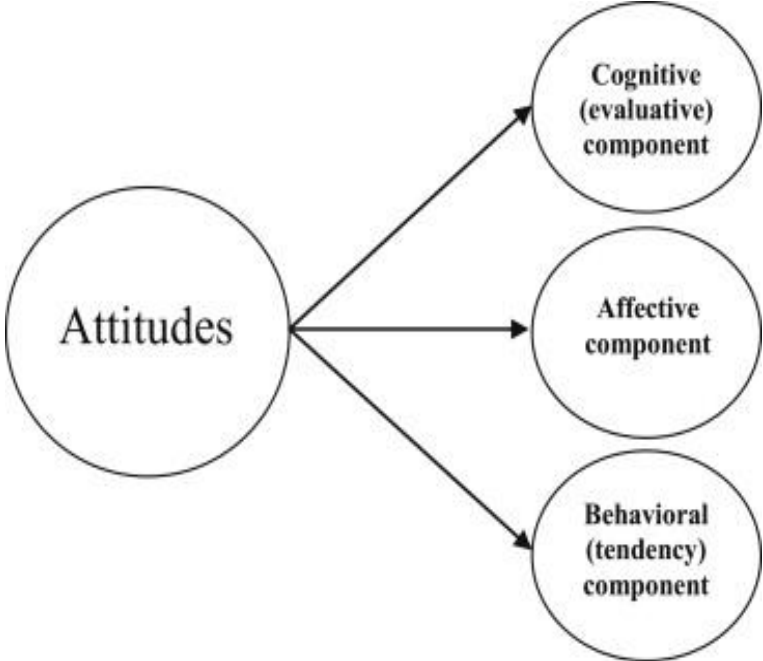 Cognitive
(evaluative)
component
Attitudes
Affective
component
Behavioral
(tendency)
component